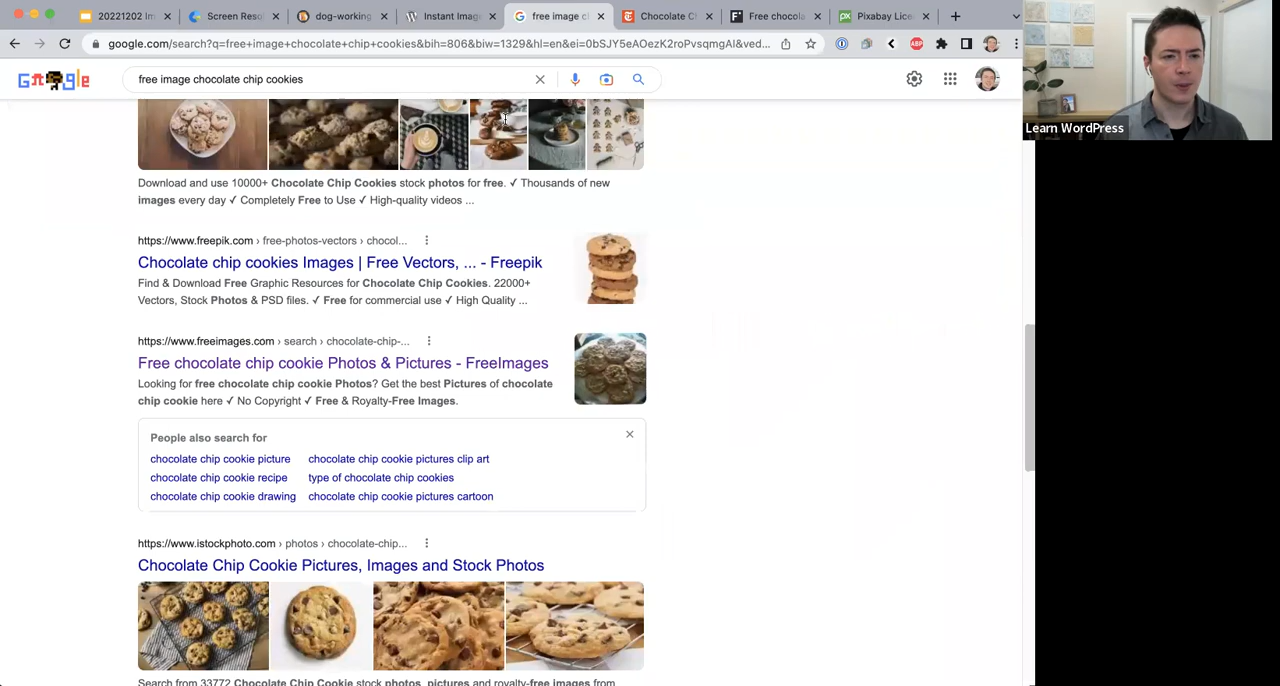 20221202 Im
Screen Reso
dog-working
Instant Imag
free image c
Chocolate C
Free chocola
Pixabay Lice
google.com/search?q=free+image+chocolate+chip+cookies&bih=806&biw=1329&hl=en&ei=0bSJY5eAOezK2roPvsqmgAl&ved...
ABP
free image chocolate chip cookies
Learn WordPress
Download and use 10000+ Chocolate Chip Cookies stock photos for free. ✓ Thousands of new
images every day ✓ Completely Free to Use ✓ High-quality videos ...
https://www.freepik.com › free-photos-vectors › chocol...
Chocolate chip cookies Images | Free Vectors, ... - Freepik
Find & Download Free Graphic Resources for Chocolate Chip Cookies. 22000+
Vectors, Stock Photos & PSD files. ✓ Free for commercial use ✓ High Quality ...
https://www.freeimages.com › search › chocolate-chip-...
Free chocolate chip cookie Photos & Pictures - FreeImages
Looking for free chocolate chip cookie Photos? Get the best Pictures of chocolate
chip cookie here ✓ No Copyright ✓ Free & Royalty-Free Images.
People also search for
chocolate chip cookie picture
chocolate chip cookie pictures clip art
chocolate chip cookie recipe
type of chocolate chip cookies
chocolate chip cookie drawing
chocolate chip cookie pictures cartoon
https://www.istockphoto.com › photos › chocolate-chip...
Chocolate Chip Cookie Pictures, Images and Stock Photos
Search from 33772 Chocolate Chip Cookie stock photos, pictures and royalty-free images from